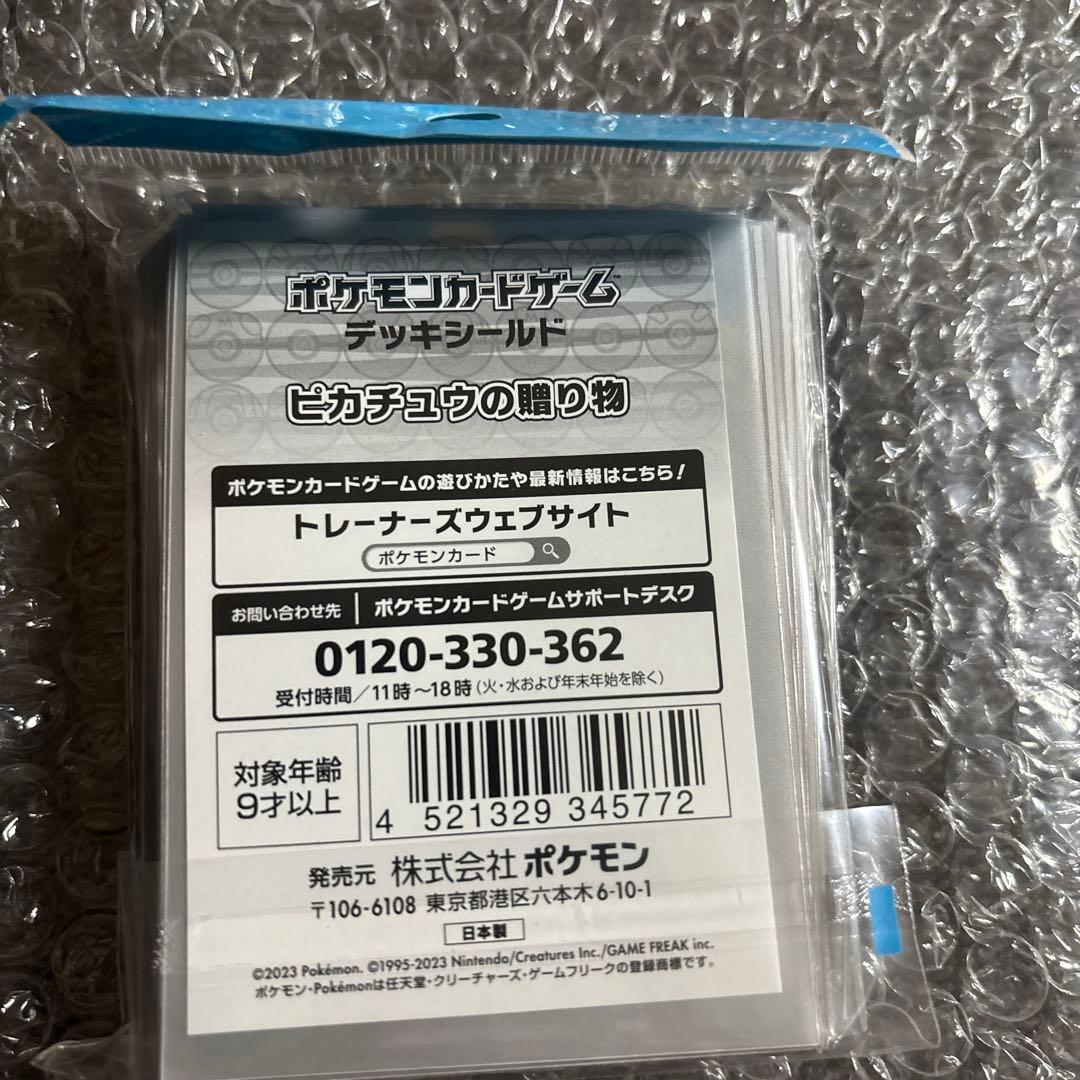 ポケモンカードゲーム™
デッキシールド
ピカチュウの贈り物
ポケモンカードゲームの遊びかたや最新情報はこちら!
トレーナーズウェブサイト
ポケモンカード
お問い合わせ先 | ポケモンカードゲームサポートデスク
0120-330-362
受付時間/11時~18時(火・水および年末年始を除く)
対象年齢
9才以上
4 521329 345772
発売元 株式会社 ポケモン
〒106-6108 東京都港区六本木6-10-1
日本製
©2023 Pokémon. ©1995-2023 Nintendo/Creatures Inc./GAME FREAK inc.
ポケモン・Pokémonは任天堂・クリーチャーズ・ゲームフリークの登録商標です。